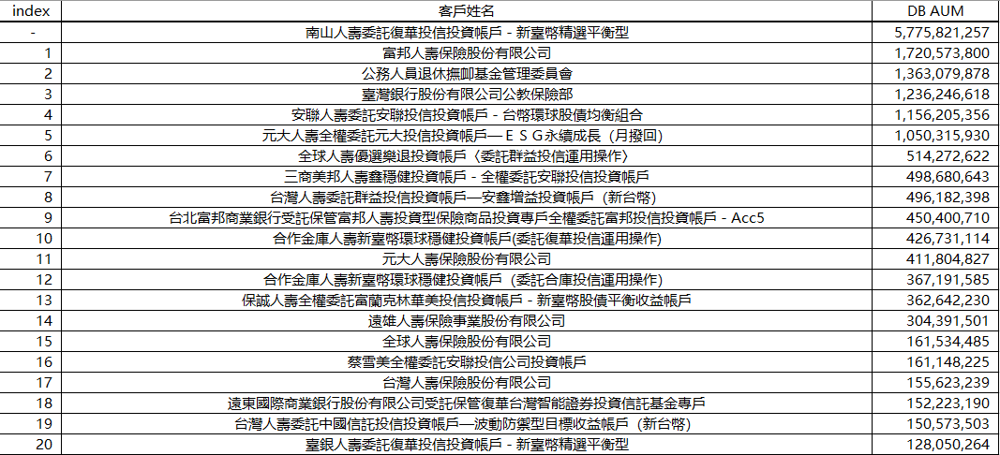 index 客戶姓名 DB AUM
- 南山人壽委託復華投信投資帳戶－新臺幣精選平衡型 5,775,821,257
1 富邦人壽保險股份有限公司 1,720,573,800
2 公務人員退休撫卹基金管理委員會 1,363,079,878
3 臺灣銀行股份有限公司公教保險部 1,236,246,618
4 安聯人壽委託安聯投信投資帳戶－台幣環球股債均衡組合 1,156,205,356
5 元大人壽全權委託元大投信投資帳戶—ＥＳＧ永續成長（月撥回） 1,050,315,930
6 全球人壽優選樂退投資帳戶〈委託群益投信運用操作〉 514,272,622
7 三商美邦人壽鑫穩健投資帳戶－全權委託安聯投信投資帳戶 498,680,643
8 台灣人壽委託群益投信投資帳戶—安鑫增益投資帳戶（新台幣） 496,182,398
9 台北富邦商業銀行受託保管富邦人壽投資型保險商品投資專戶全權委託富邦投信投資帳戶－Acc5 450,400,710
10 合作金庫人壽新臺幣環球穩健投資帳戶(委託復華投信運用操作) 426,731,114
11 元大人壽保險股份有限公司 411,804,827
12 合作金庫人壽新臺幣環球穩健投資帳戶（委託合庫投信運用操作） 367,191,585
13 保誠人壽全權委託富蘭克林華美投信投資帳戶－新臺幣股債平衡收益帳戶 362,642,230
14 遠雄人壽保險事業股份有限公司 304,391,501
15 全球人壽保險股份有限公司 161,534,485
16 蔡雪美全權委託安聯投信公司投資帳戶 161,148,225
17 台灣人壽保險股份有限公司 155,623,239
18 遠東國際商業銀行股份有限公司受託保管復華台灣智能證券投資信託基金專戶 152,223,190
19 台灣人壽委託中國信託投信投資帳戶—波動防禦型目標收益帳戶（新台幣） 150,573,503
20 臺銀人壽委託復華投信投資帳戶－新臺幣精選平衡型 128,050,264